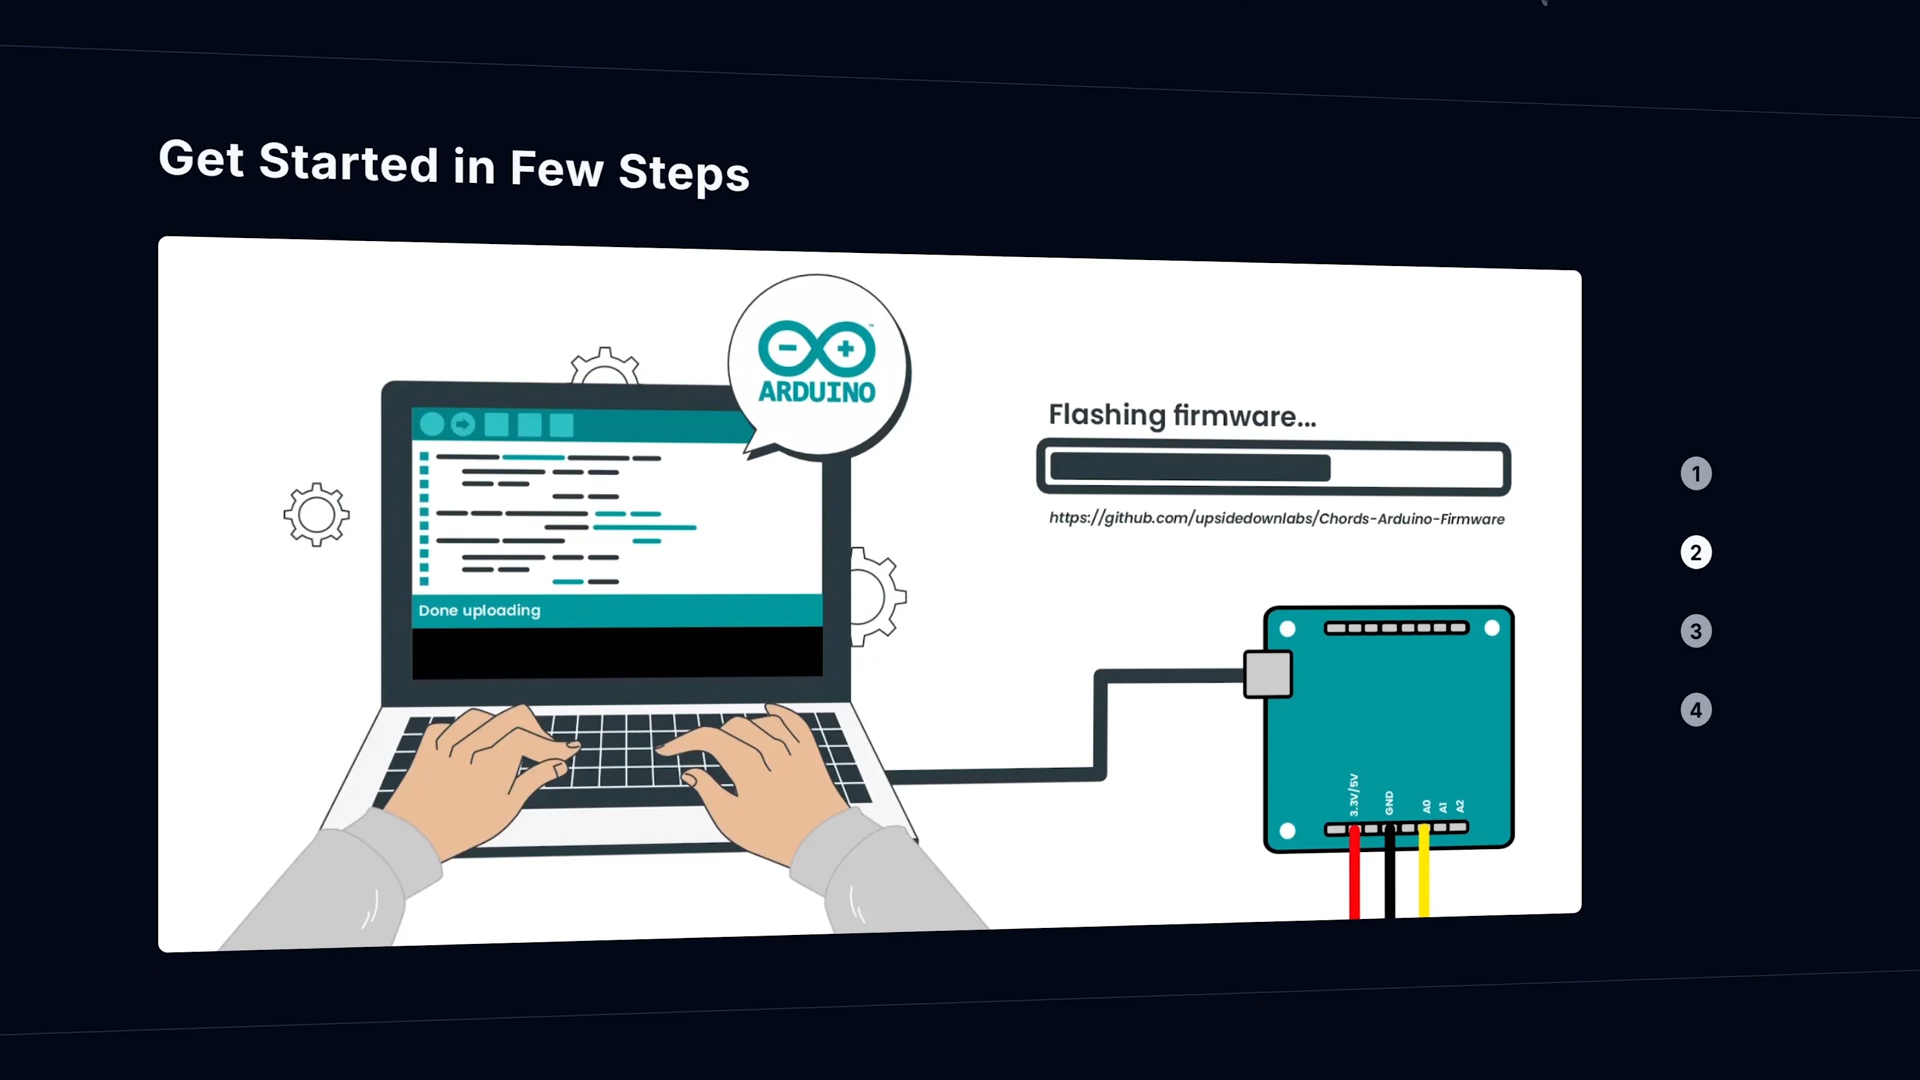 Get Started in Few Steps
ARDUINO
Flashing firmware...
https://github.com/upsidedownlabs/Chords-Arduino-Firmware
Done uploading
3.3V/5V
GND
A0
A1
A2
1
2
3
4